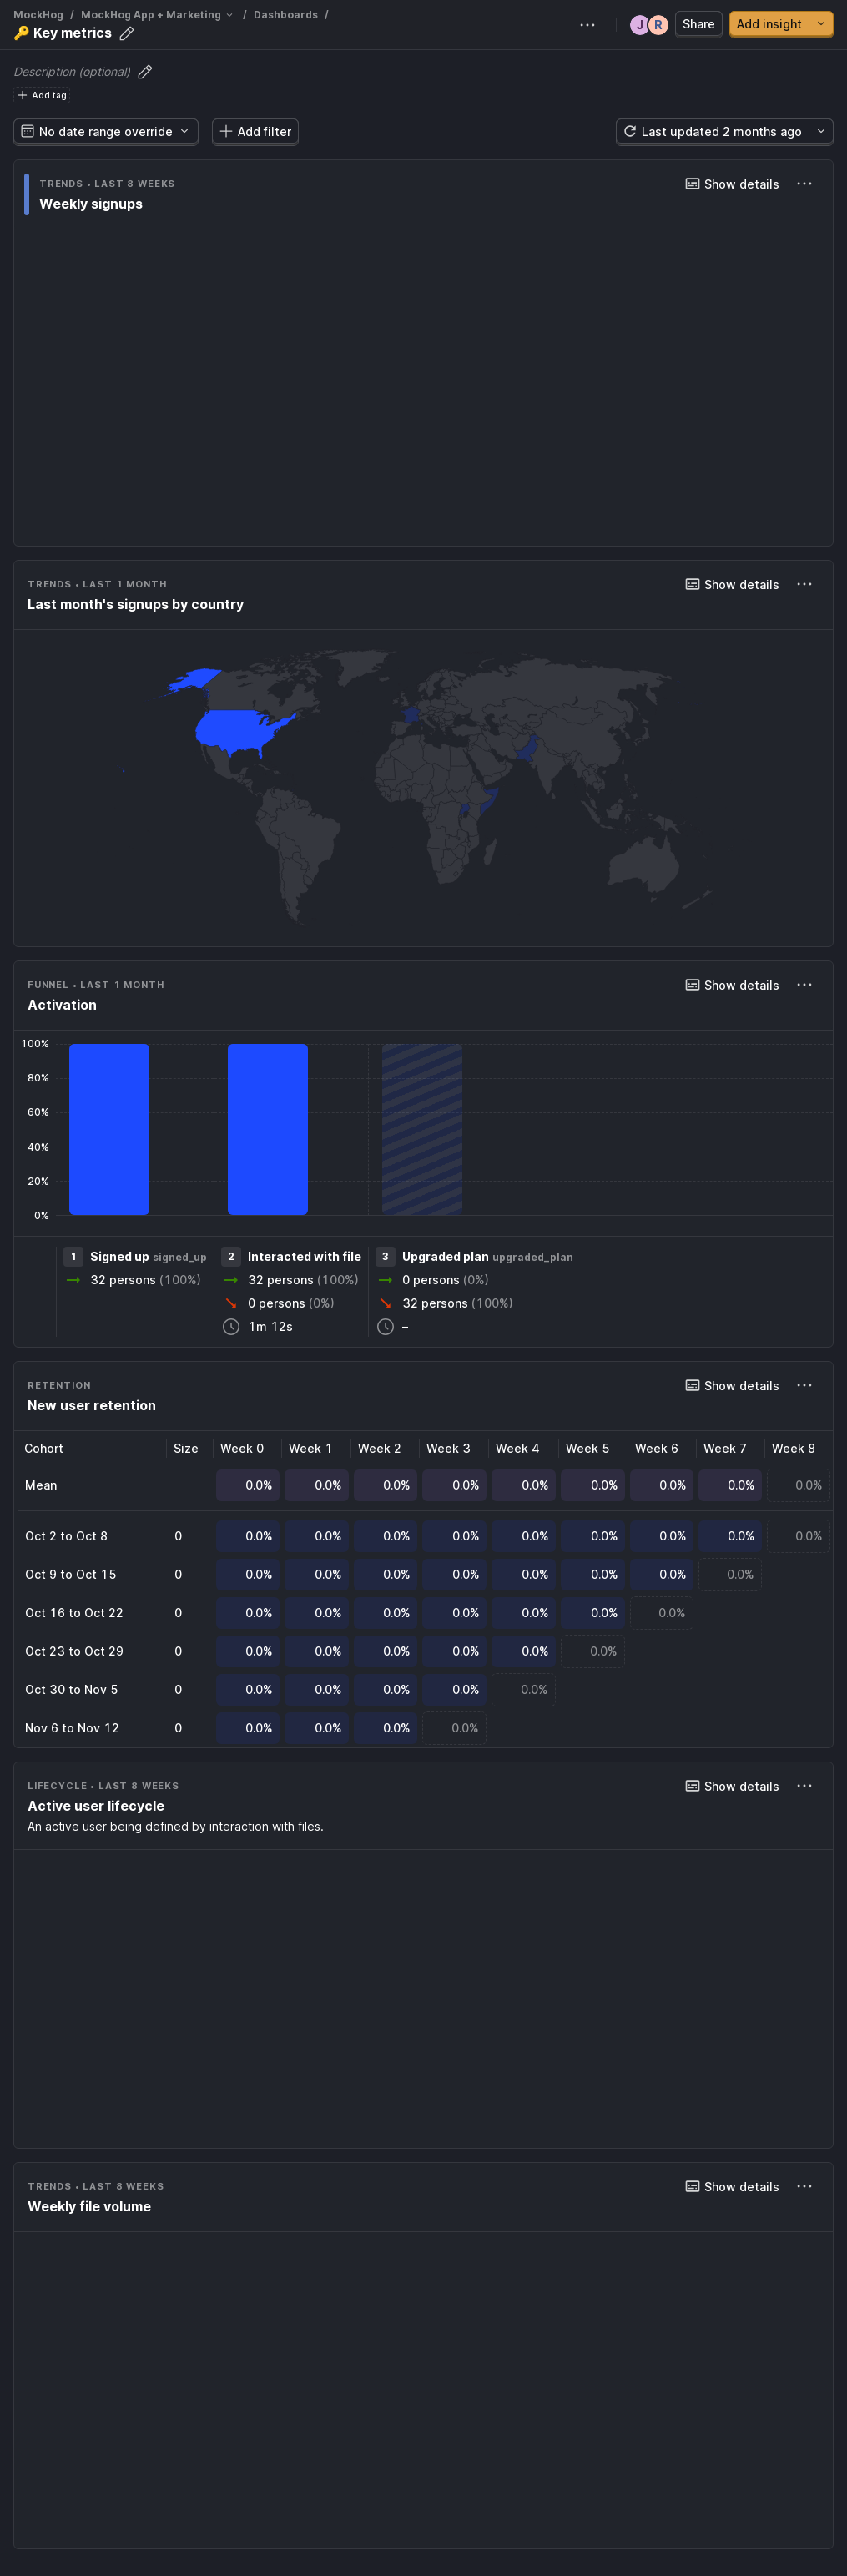 MockHog / MockHog App + Marketing / Dashboards /
🔑 Key metrics
J R Share Add insight
Description (optional)
Add tag
No date range override Add filter Last updated 2 months ago
TRENDS • LAST 8 WEEKS Show details
Weekly signups
TRENDS • LAST 1 MONTH Show details
Last month's signups by country
FUNNEL • LAST 1 MONTH Show details
Activation
100%
80%
60%
40%
20%
0%
1 Signed up signed_up 2 Interacted with file 3 Upgraded plan upgraded_plan
32 persons (100%) 32 persons (100%) 0 persons (0%)
0 persons (0%) 32 persons (100%)
1m 12s –
RETENTION Show details
New user retention
Cohort Size Week 0 Week 1 Week 2 Week 3 Week 4 Week 5 Week 6 Week 7 Week 8
Mean 0.0% 0.0% 0.0% 0.0% 0.0% 0.0% 0.0% 0.0% 0.0%
Oct 2 to Oct 8 0 0.0% 0.0% 0.0% 0.0% 0.0% 0.0% 0.0% 0.0% 0.0%
Oct 9 to Oct 15 0 0.0% 0.0% 0.0% 0.0% 0.0% 0.0% 0.0% 0.0%
Oct 16 to Oct 22 0 0.0% 0.0% 0.0% 0.0% 0.0% 0.0% 0.0%
Oct 23 to Oct 29 0 0.0% 0.0% 0.0% 0.0% 0.0% 0.0%
Oct 30 to Nov 5 0 0.0% 0.0% 0.0% 0.0% 0.0%
Nov 6 to Nov 12 0 0.0% 0.0% 0.0% 0.0%
LIFECYCLE • LAST 8 WEEKS Show details
Active user lifecycle
An active user being defined by interaction with files.
TRENDS • LAST 8 WEEKS Show details
Weekly file volume